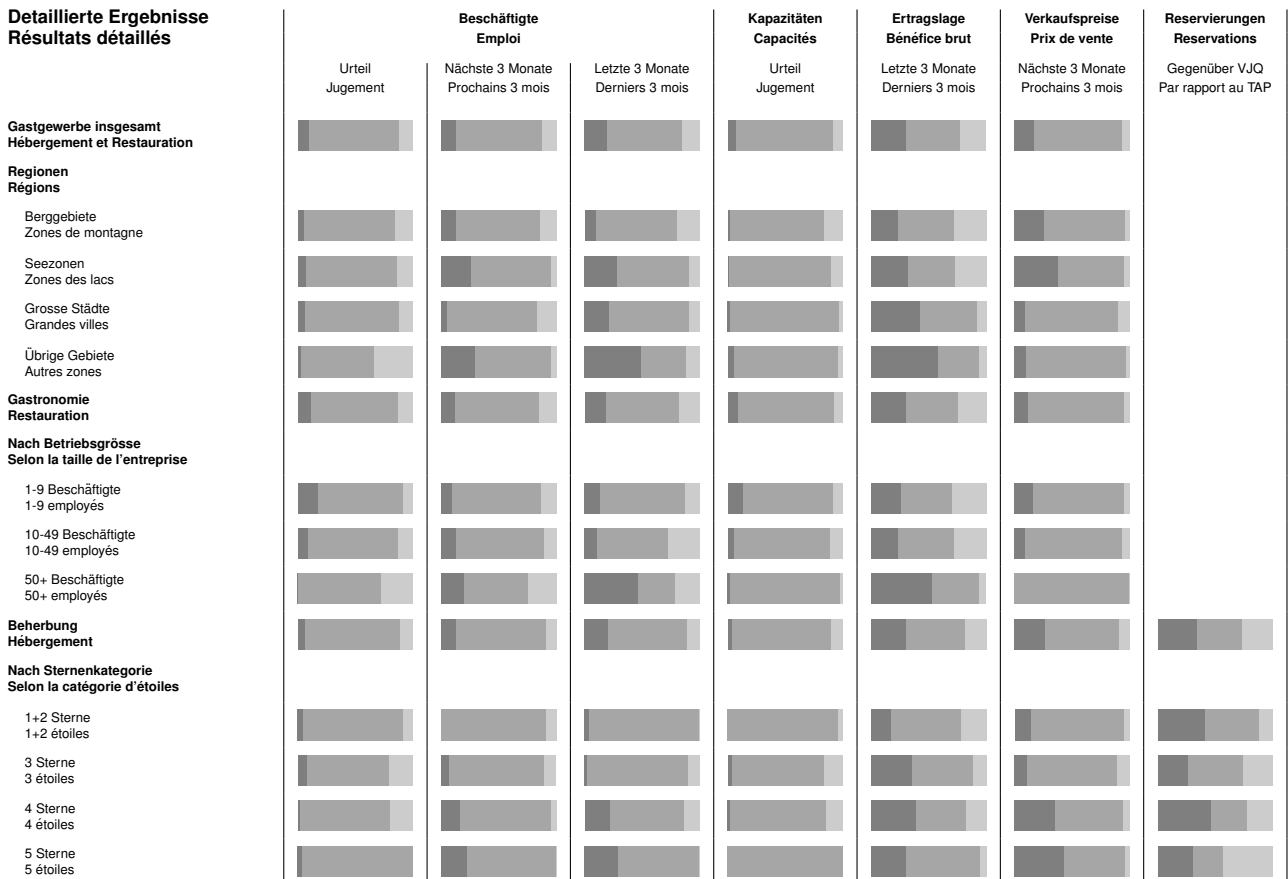 Detaillierte Ergebnisse
Résultats détaillés
Beschäftigte
Emploi
Kapazitäten
Capacités
Ertragslage
Bénéfice brut
Verkaufspreise
Prix de vente
Reservierungen
Reservations
Urteil
Jugement
Nächste 3 Monate
Prochains 3 mois
Letzte 3 Monate
Derniers 3 mois
Urteil
Jugement
Letzte 3 Monate
Derniers 3 mois
Nächste 3 Monate
Prochains 3 mois
Gegenüber VJQ
Par rapport au TAP
Gastgewerbe insgesamt
Hébergement et Restauration
Regionen
Régions
Berggebiete
Zones de montagne
Seezonen
Zones des lacs
Grosse Städte
Grandes villes
Übrige Gebiete
Autres zones
Gastronomie
Restauration
Nach Betriebsgrösse
Selon la taille de l'entreprise
1-9 Beschäftigte
1-9 employés
10-49 Beschäftigte
10-49 employés
50+ Beschäftigte
50+ employés
Beherbung
Hébergement
Nach Sternenkategorie
Selon la catégorie d'étoiles
1+2 Sterne
1+2 étoiles
3 Sterne
3 étoiles
4 Sterne
4 étoiles
5 Sterne
5 étoiles